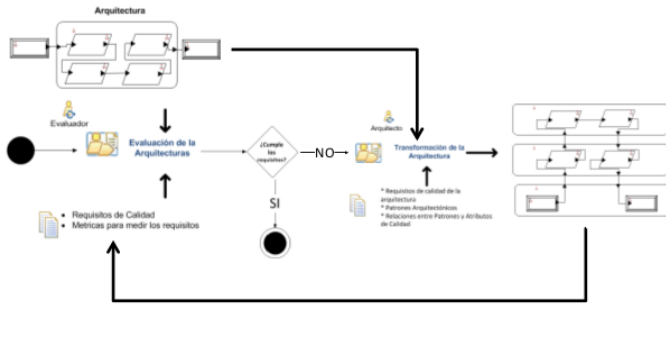 Arquitectura
Evaluador
Evaluación de la
Arquitecturas
¿Cumple
los
requisitos?
NO
SI
Arquitecto
Transformación de la
Arquitectura
• Requisitos de Calidad
• Metricas para medir los requisitos
* Requisitos de calidad de la
arquitectura
* Patrones Arquitectónicos
* Relaciones entre Patrones y Atributos
de Calidad